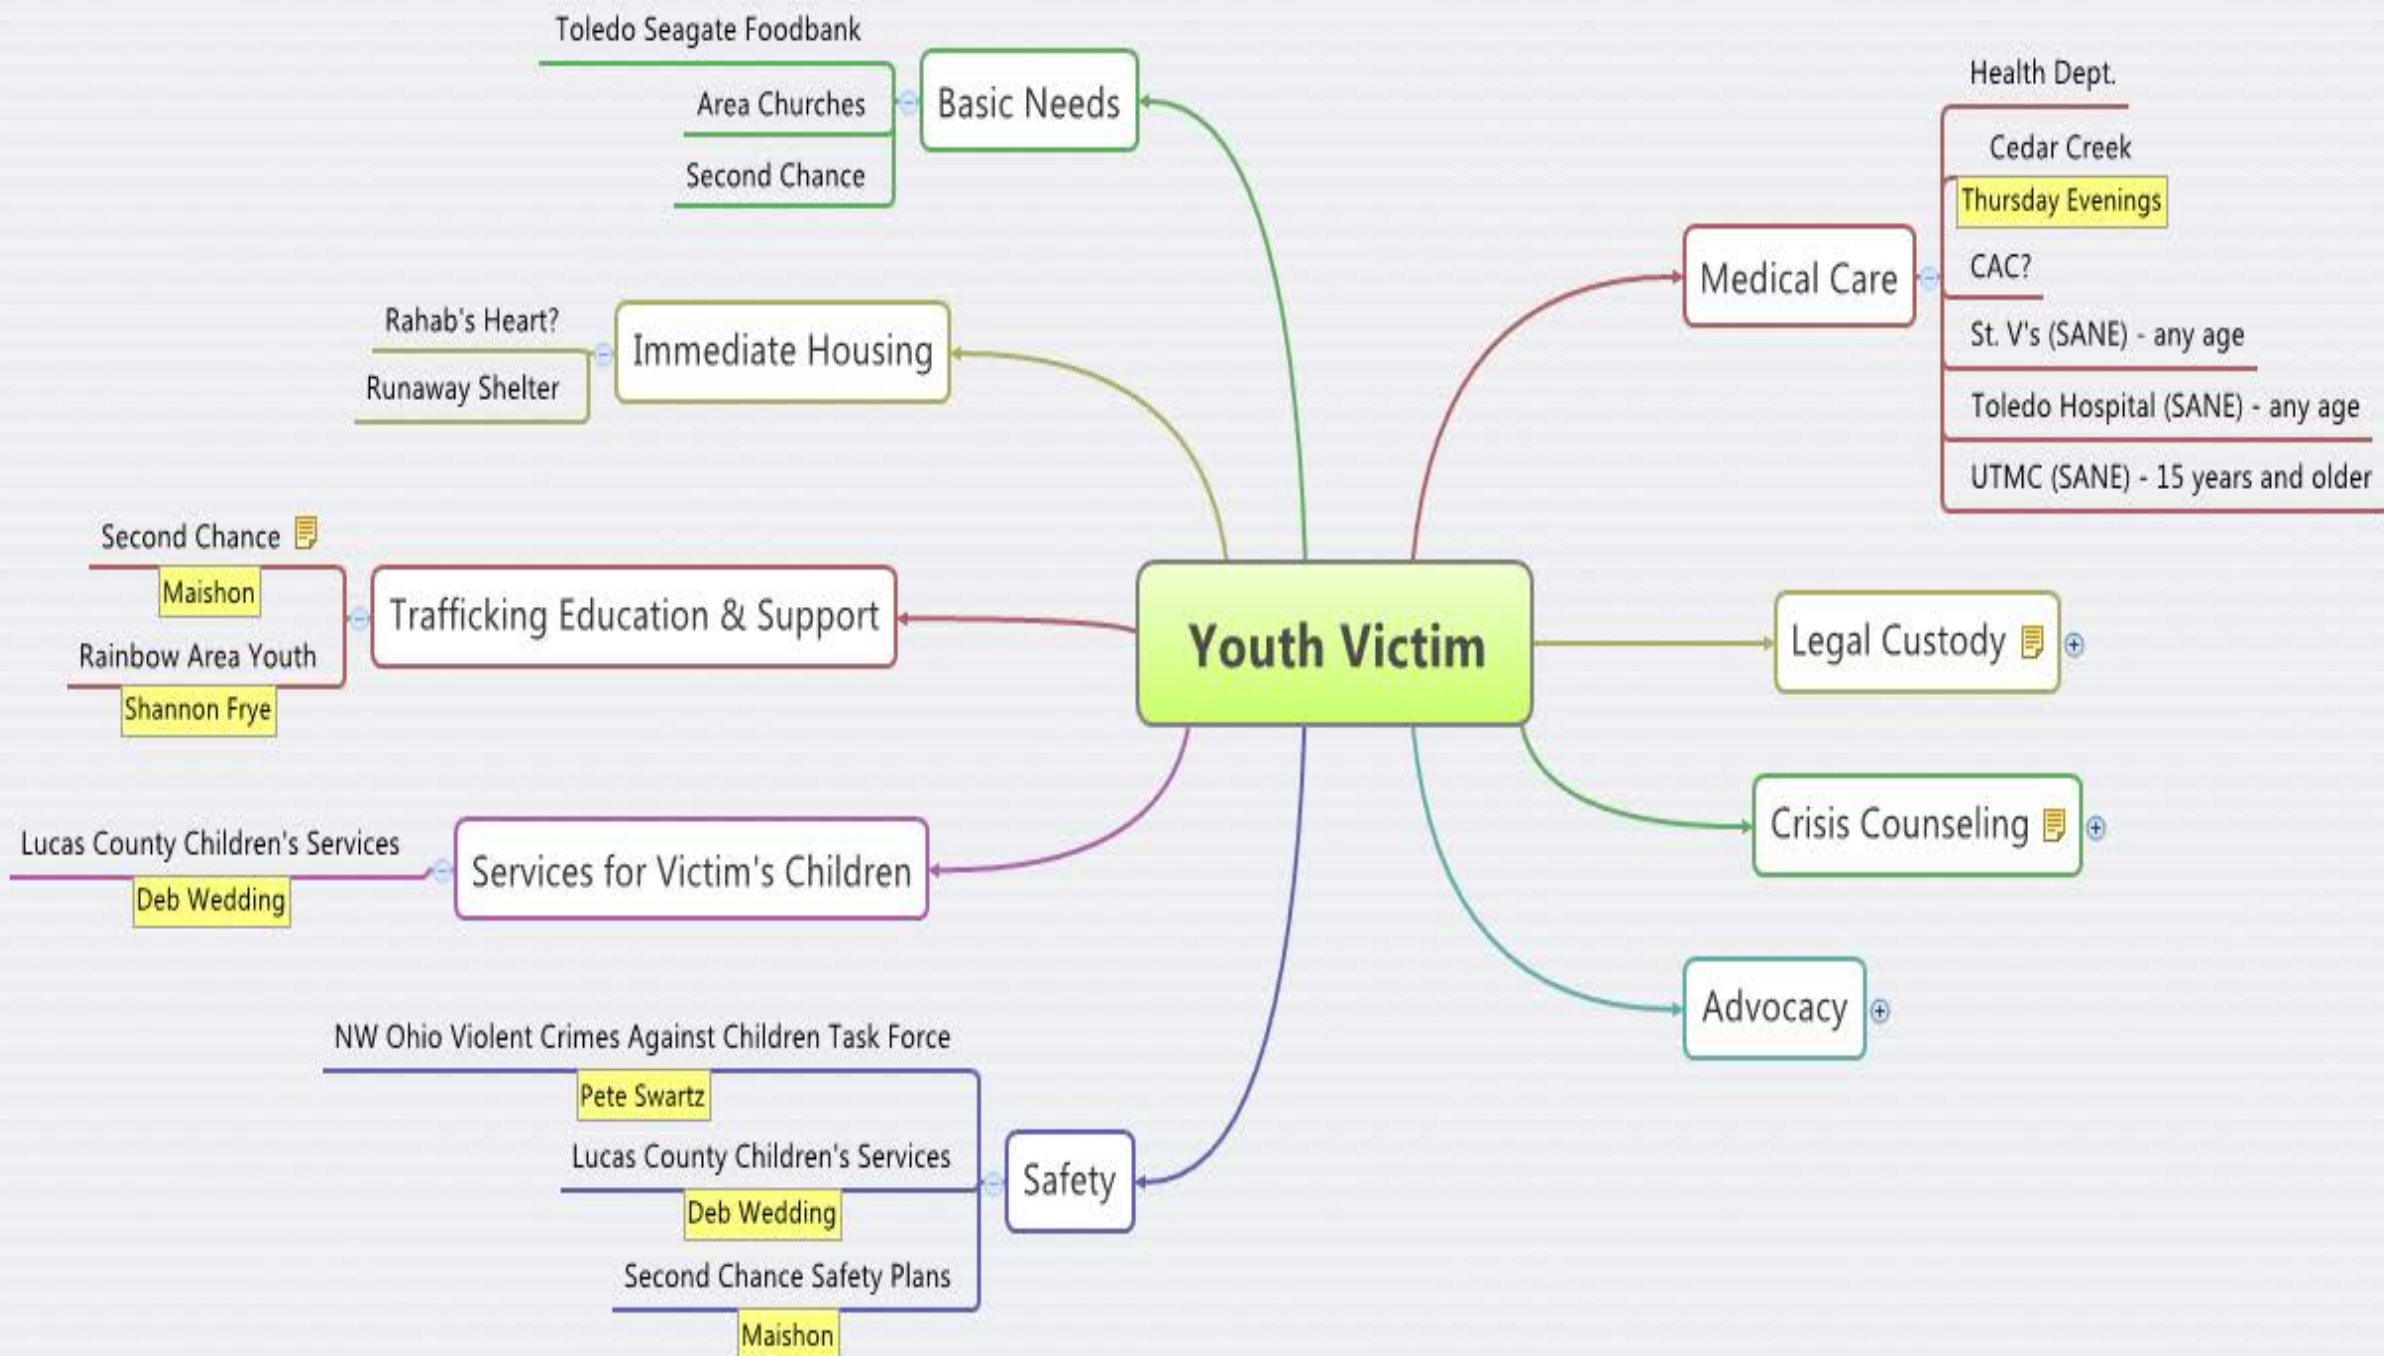 Toledo Seagate Foodbank
Area Churches
Second Chance
Basic Needs
Rahab's Heart?
Runaway Shelter
Immediate Housing
Second Chance
Maishon
Rainbow Area Youth
Shannon Frye
Trafficking Education & Support
Lucas County Children's Services
Deb Wedding
Services for Victim's Children
NW Ohio Violent Crimes Against Children Task Force
Pete Swartz
Lucas County Children's Services
Deb Wedding
Second Chance Safety Plans
Maishon
Safety
Youth Victim
Medical Care
Health Dept.
Cedar Creek
Thursday Evenings
CAC?
St. V's (SANE) - any age
Toledo Hospital (SANE) - any age
UTMC (SANE) - 15 years and older
Legal Custody
Crisis Counseling
Advocacy